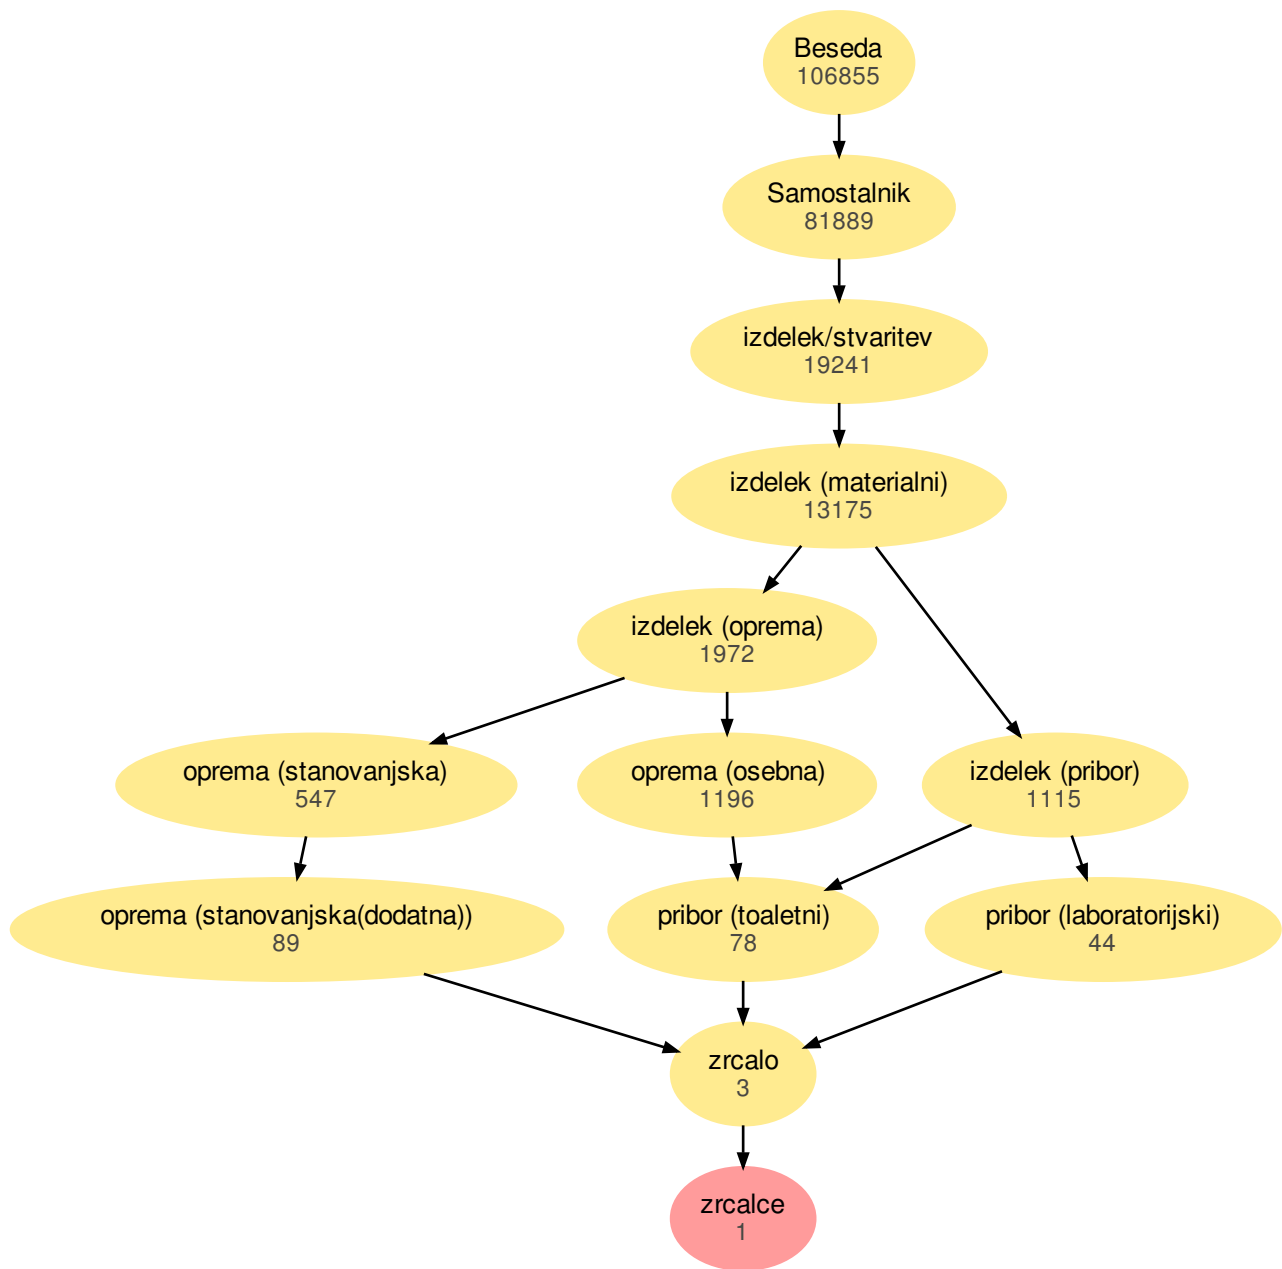 Beseda
106855
Samostalnik
81889
izdelek/stvaritev
19241
izdelek (materialni)
13175
izdelek (oprema)
1972
oprema (stanovanjska)
547
oprema (osebna)
1196
izdelek (pribor)
1115
oprema (stanovanjska(dodatna))
89
pribor (toaletni)
78
pribor (laboratorijski)
44
zrcalo
3
zrcalce
1